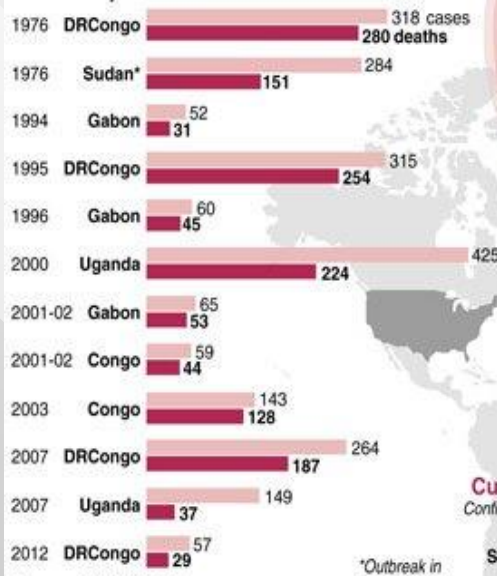 1976 DRCongo 318 cases
280 deaths
1976 Sudan* 284
151
1994 Gabon 52
31
1995 DRCongo 315
254
1996 Gabon 60
45
2000 Uganda 425
224
2001-02 Gabon 65
53
2001-02 Congo 59
44
2003 Congo 143
128
2007 DRCongo 264
187
2007 Uganda 149
37
2012 DRCongo 57
29
*Outbreak in